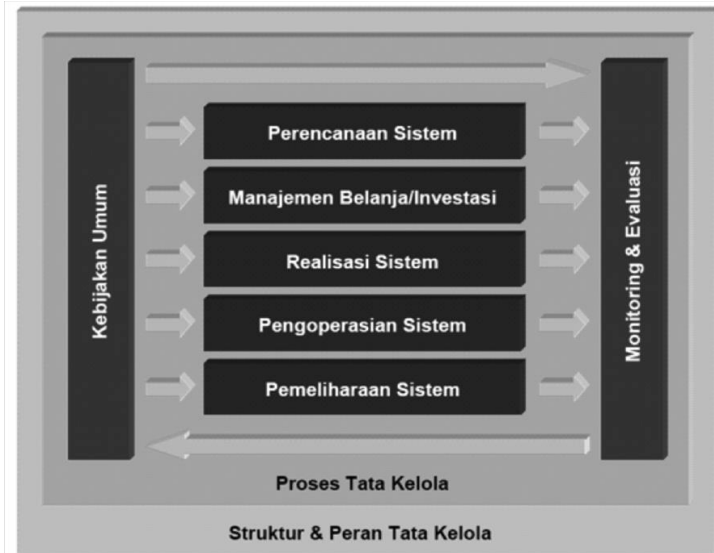 Kebijakan Umum
Perencanaan Sistem
Manajemen Belanja/Investasi
Realisasi Sistem
Pengoperasian Sistem
Pemeliharaan Sistem
Monitoring & Evaluasi
Proses Tata Kelola
Struktur & Peran Tata Kelola